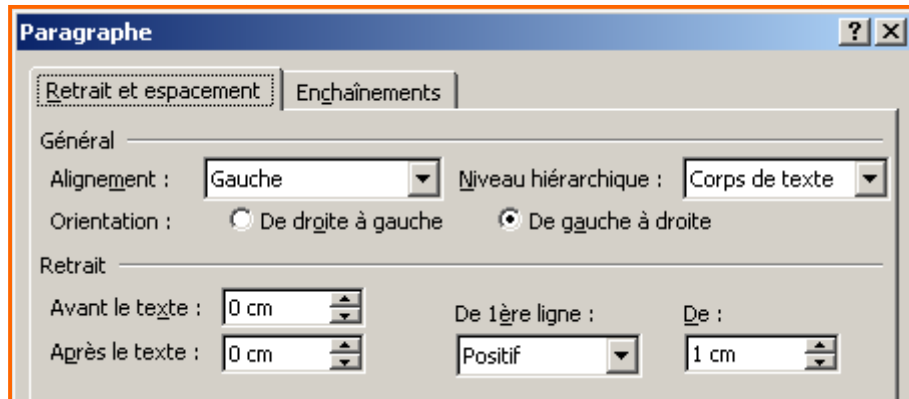 Paragraphe
Retrait et espacement Enchaînements
Général
Alignement : Gauche Niveau hiérarchique : Corps de texte
Orientation : De droite à gauche De gauche à droite
Retrait
Avant le texte : 0 cm De 1ère ligne : De :
Après le texte : 0 cm Positif 1 cm